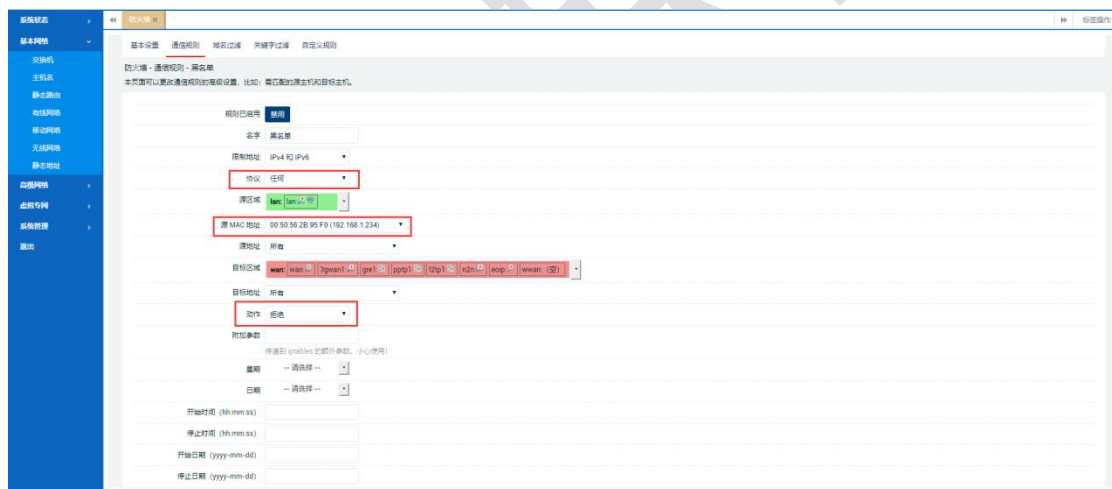 系统状态
防火墙
标签操作
基本网络
交换机
主机名
静态路由
有线网络
移动网络
无线网络
静态地址
高级网络
虚拟专网
系统管理
退出
基本设置 通信规则 域名过滤 关键字过滤 自定义规则
防火墙 - 通信规则 - 黑名单
本页面可以更改通信规则的高级设置，比如：需匹配的源主机和目标主机。
规则已启用 禁用
名字 黑名单
限制地址 IPv4 和 IPv6
协议 任何
源区域 lan: lan:
源 MAC 地址 00:50:56:2B:95:F0 (192.168.1.234)
源地址 所有
目标区域 wan: wan: 3gwan1: gre1: pptp1: l2tp1: n2n: eoip: wwan: (空)
目标地址 所有
动作 拒绝
附加参数
传递到 iptables 的额外参数。小心使用！
星期 -- 请选择 --
日期 -- 请选择 --
开始时间 (hh:mm:ss)
停止时间 (hh:mm:ss)
开始日期 (yyyy-mm-dd)
停止日期 (yyyy-mm-dd)